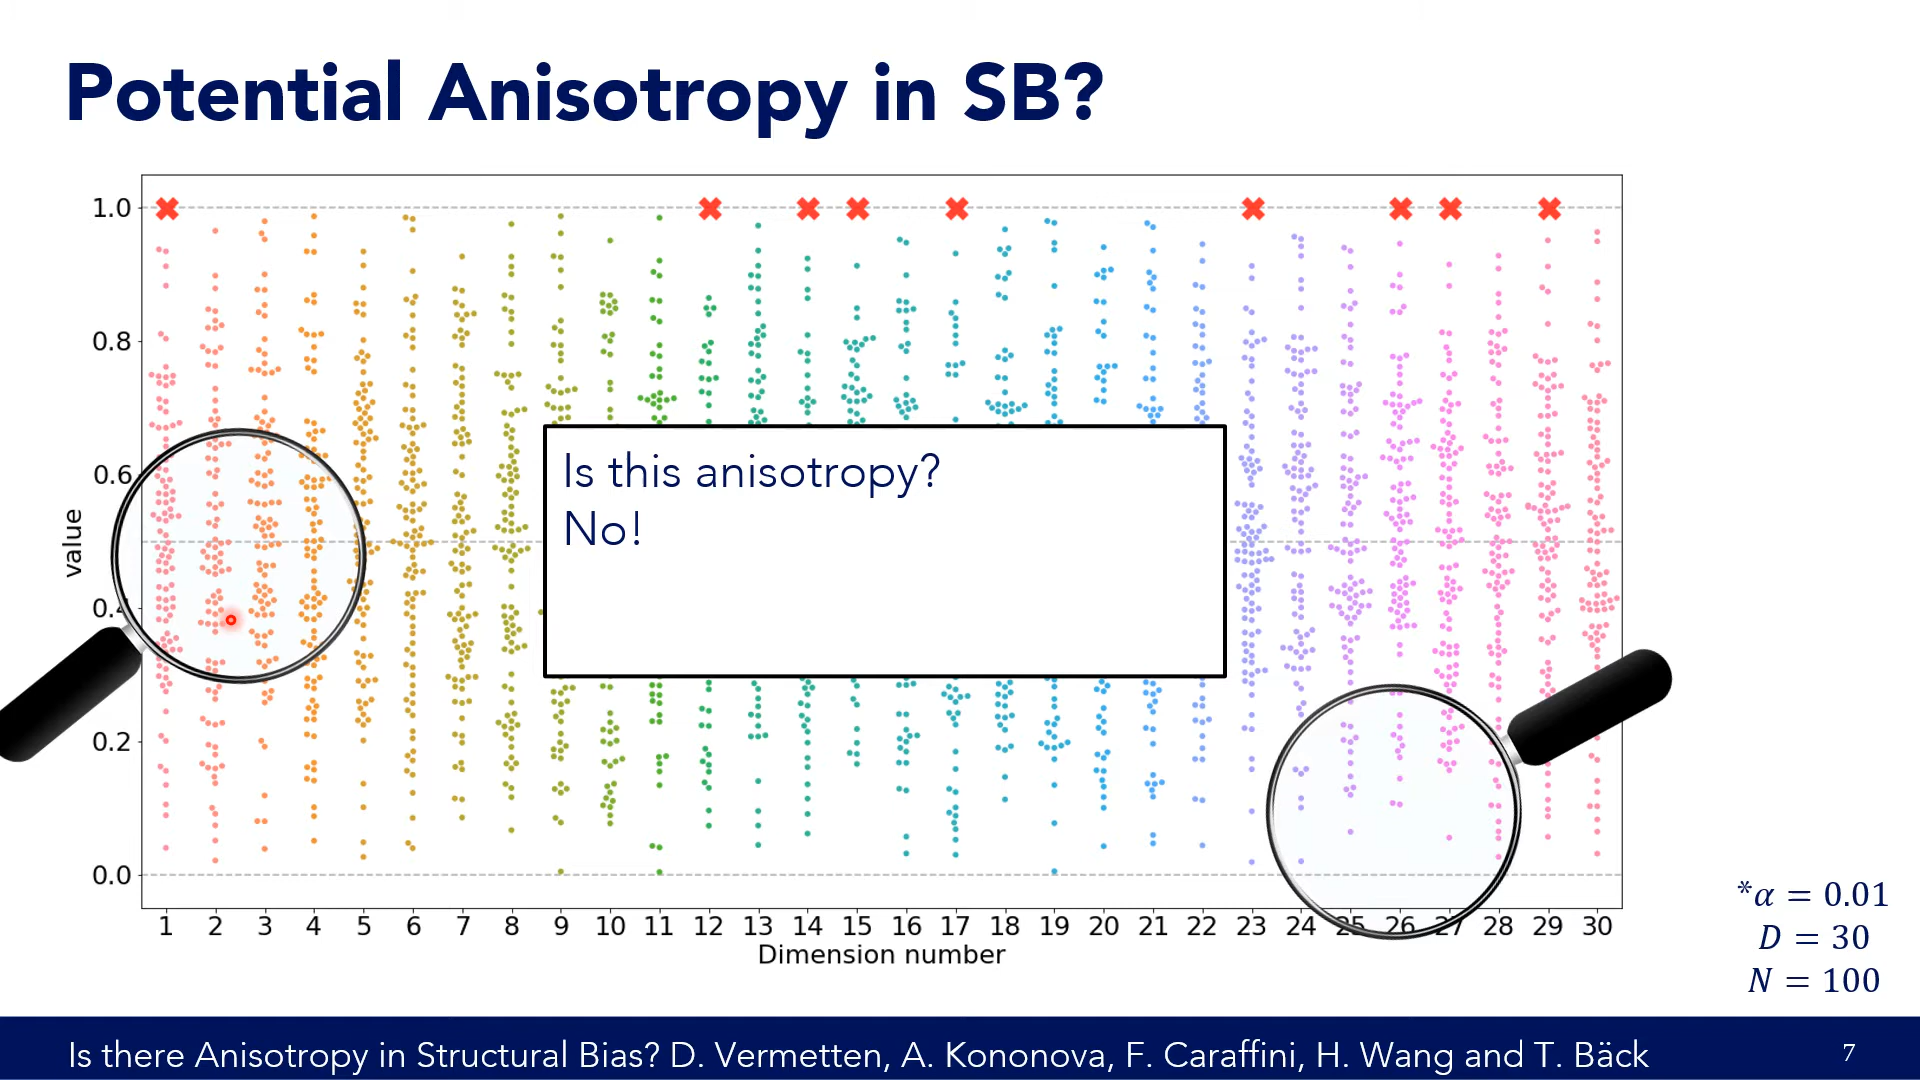 Potential Anisotropy in SB?
1.0
0.8
0.6
0.4
0.2
0.0
value
Is this anisotropy?
No!
1 2 3 4 5 6 7 8 9 10 11 12 13 14 15 16 17 18 19 20 21 22 23 24 25 26 27 28 29 30
Dimension number
*α = 0.01
D = 30
N = 100
Is there Anisotropy in Structural Bias? D. Vermetten, A. Kononova, F. Caraffini, H. Wang and T. Bäck
7